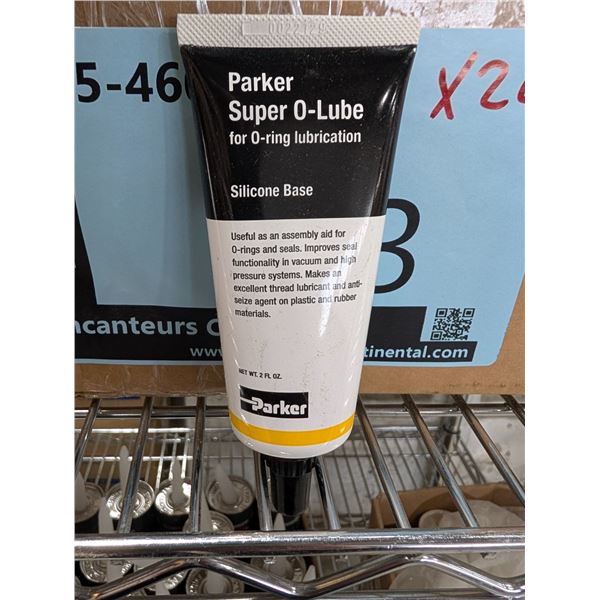 Parker
Super O-Lube
for O-ring lubrication
Silicone Base
Useful as an assembly aid for
O-rings and seals. Improves seal
functionality in vacuum and high
pressure systems. Makes an
excellent thread lubricant and anti-
seize agent on plastic and rubber
materials.
NET WT. 2 FL OZ.
Parker
5-46
X2
ncanteurs C
www.
tinental.com